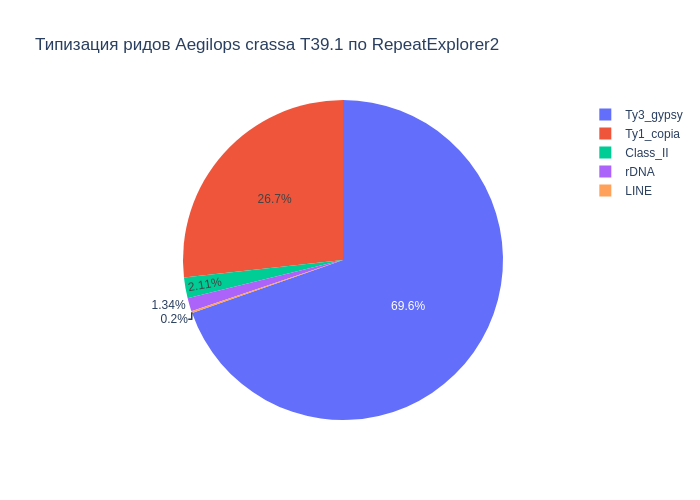 Типизация ридов Aegilops crassa T39.1 по RepeatExplorer2
Ty3_gypsy
Ty1_copia
Class_II
rDNA
LINE
26.7%
2.11%
1.34%
0.2%
69.6%